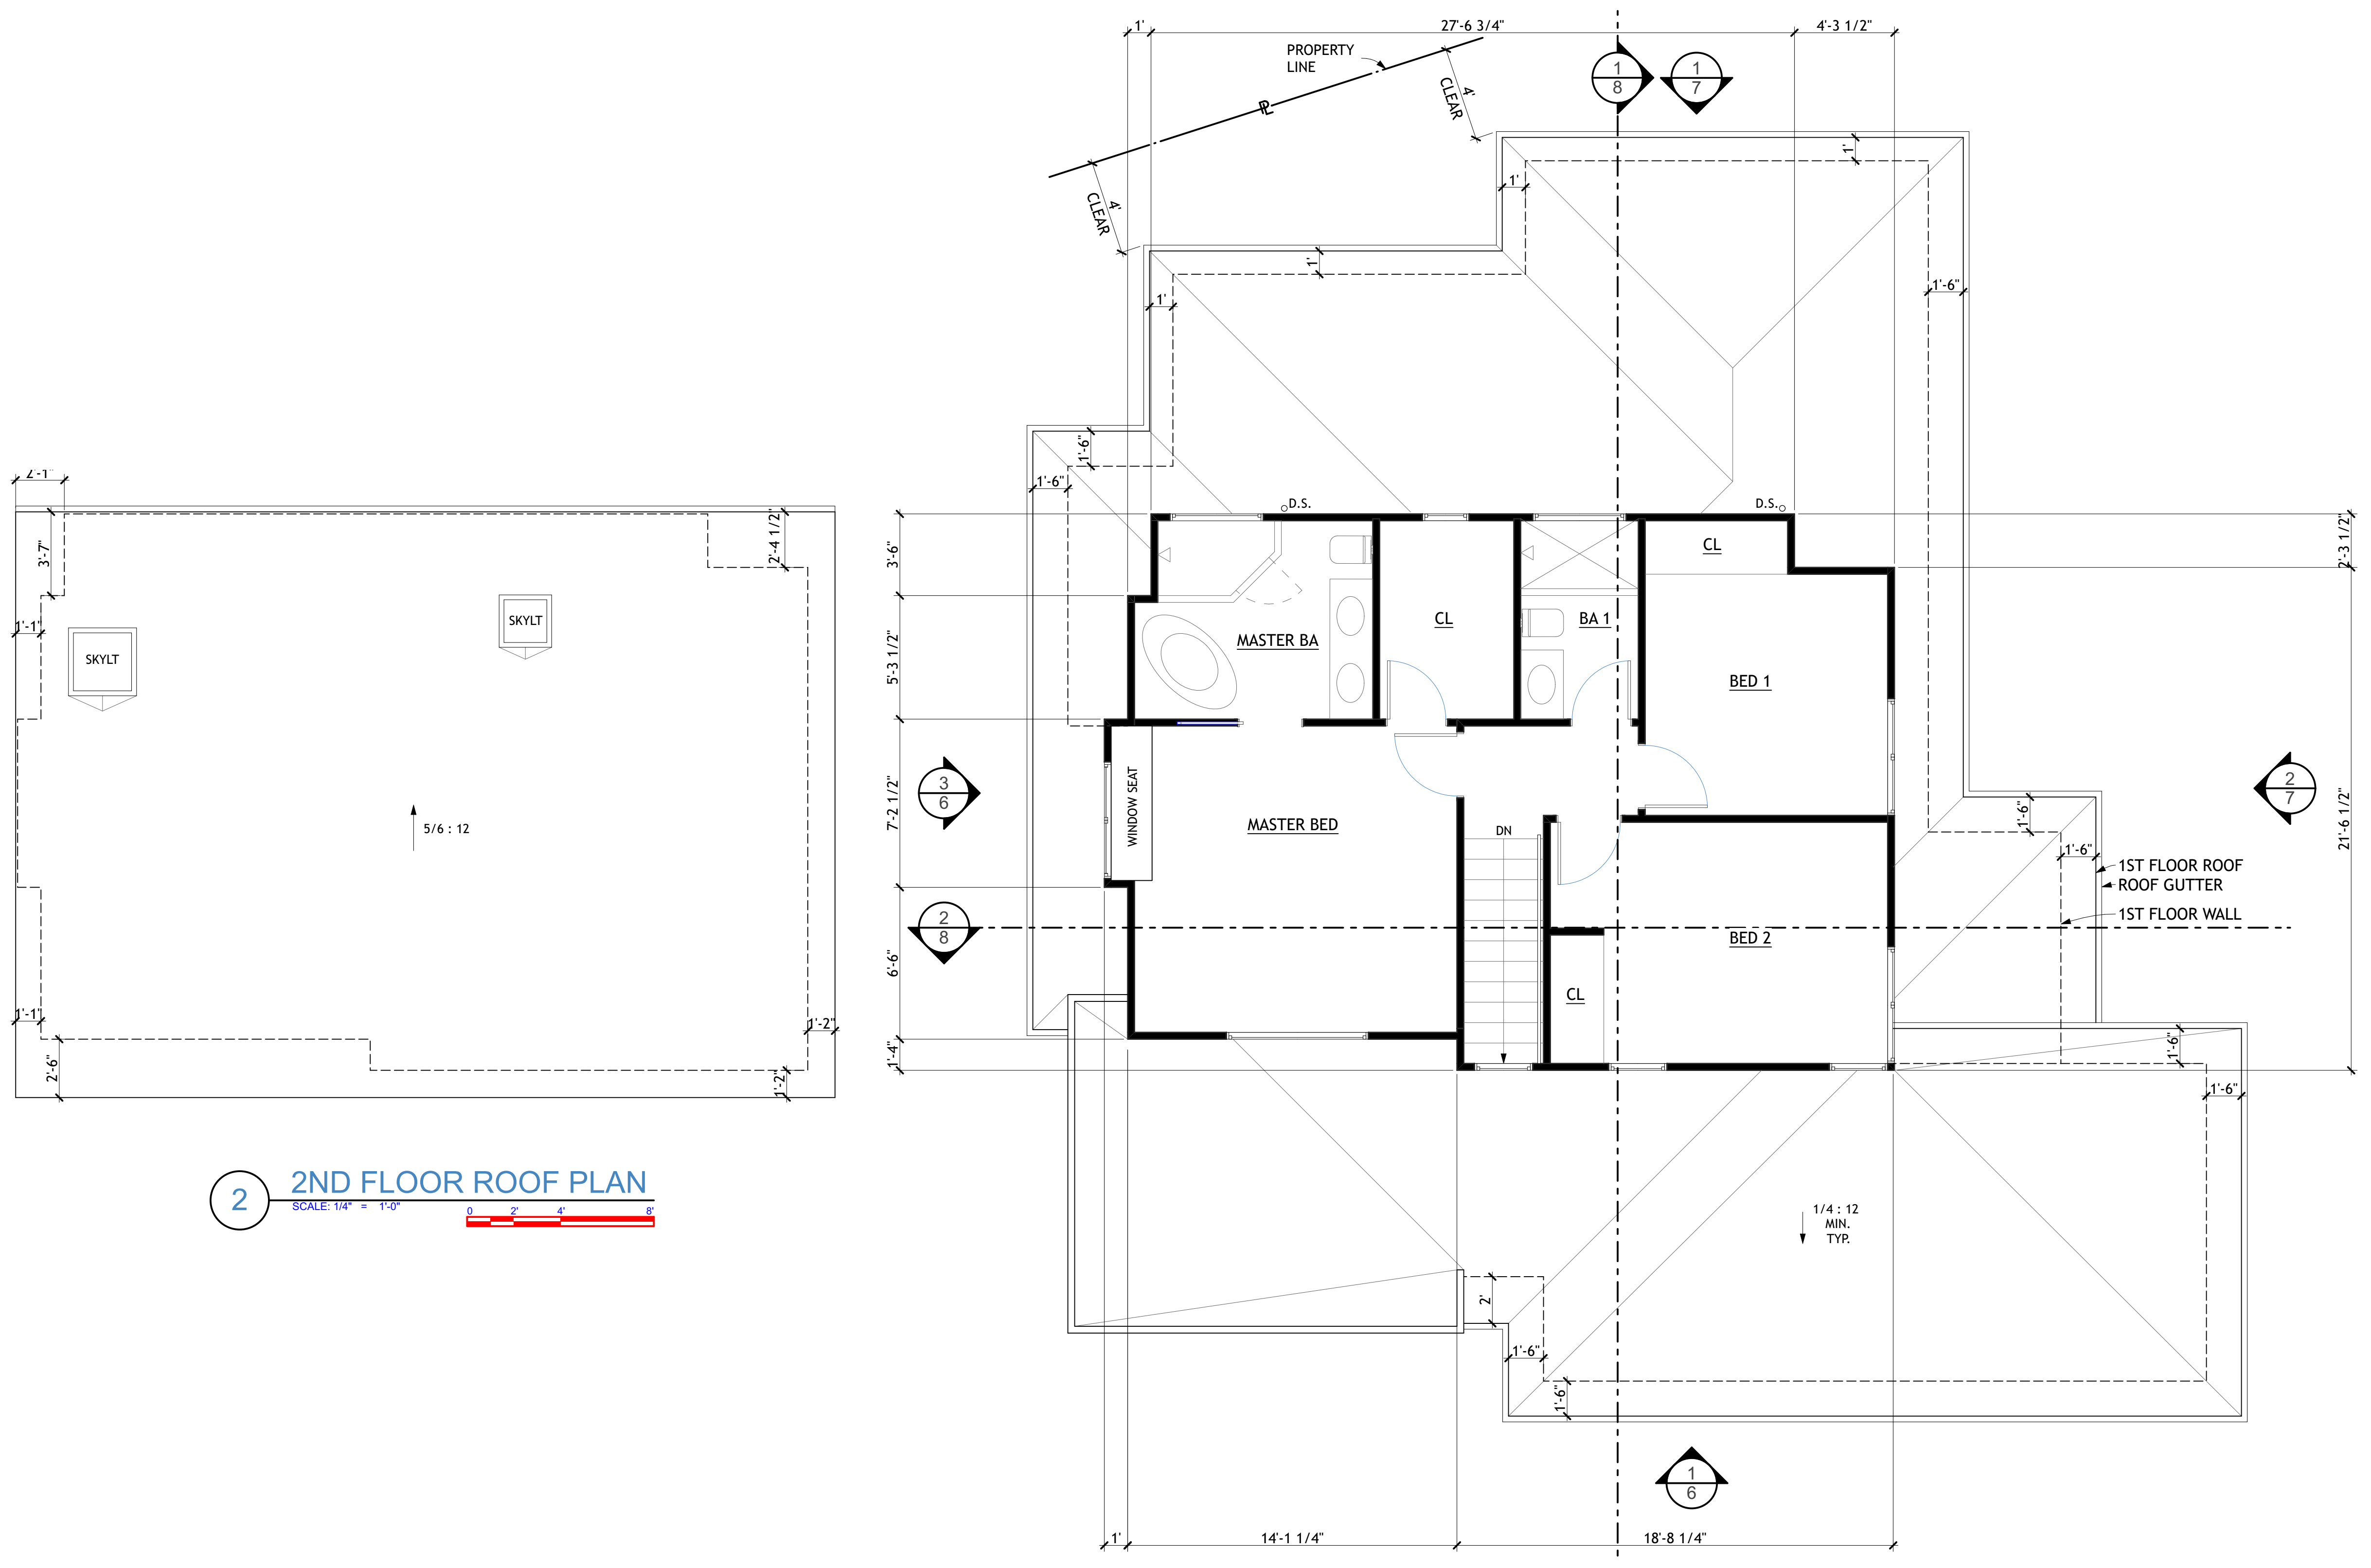 1'
27'-6 3/4"
4'-3 1/2"
PROPERTY
LINE
PL
4'
CLEAR
4'
CLEAR
1
8
1
7
1'
1'
1'
1'
1'-6"
1'-6"
1'-6"
D.S.
D.S.
2'-1"
3'-7"
2'-4 1/2"
1'-1"
SKYLT
SKYLT
5/6 : 12
1'-1"
2'-6"
1'-2"
1'-2"
2
2ND FLOOR ROOF PLAN
SCALE: 1/4" = 1'-0"
0 2' 4' 8'
3'-6"
5'-3 1/2"
7'-2 1/2"
6'-6"
1'-4"
3
6
2
8
MASTER BA
CL
BA 1
CL
BED 1
WINDOW SEAT
MASTER BED
DN
BED 2
CL
2'-3 1/2"
21'-6 1/2"
2
7
1'-6"
1'-6"
1ST FLOOR ROOF
ROOF GUTTER
1ST FLOOR WALL
1'-6"
1'-6"
1/4 : 12
MIN.
TYP.
2'
1'-6"
1'-6"
1
6
1'
14'-1 1/4"
18'-8 1/4"